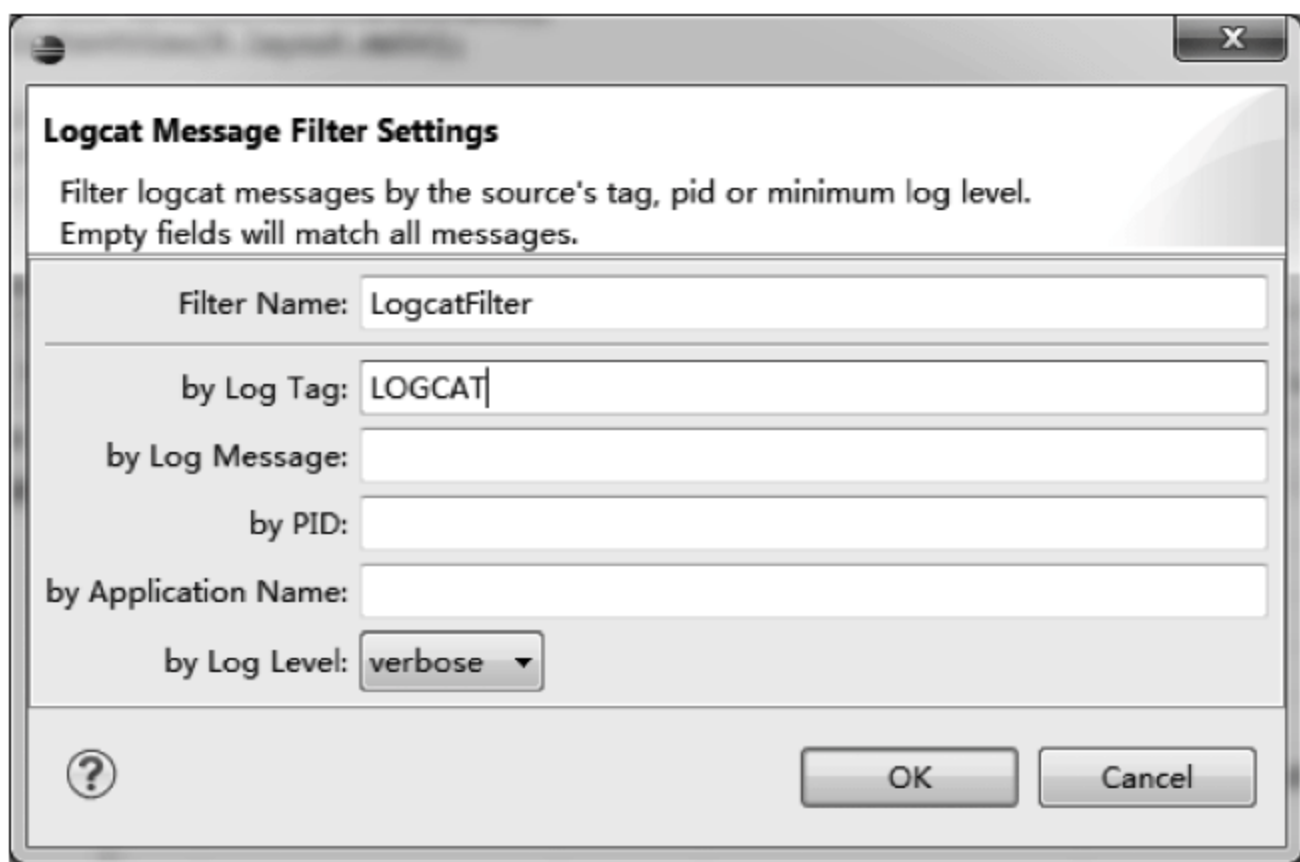 Logcat Message Filter Settings
Filter logcat messages by the source's tag, pid or minimum log level.
Empty fields will match all messages.
Filter Name: LogcatFilter
by Log Tag: LOGCAT
by Log Message:
by PID:
by Application Name:
by Log Level: verbose
OK Cancel